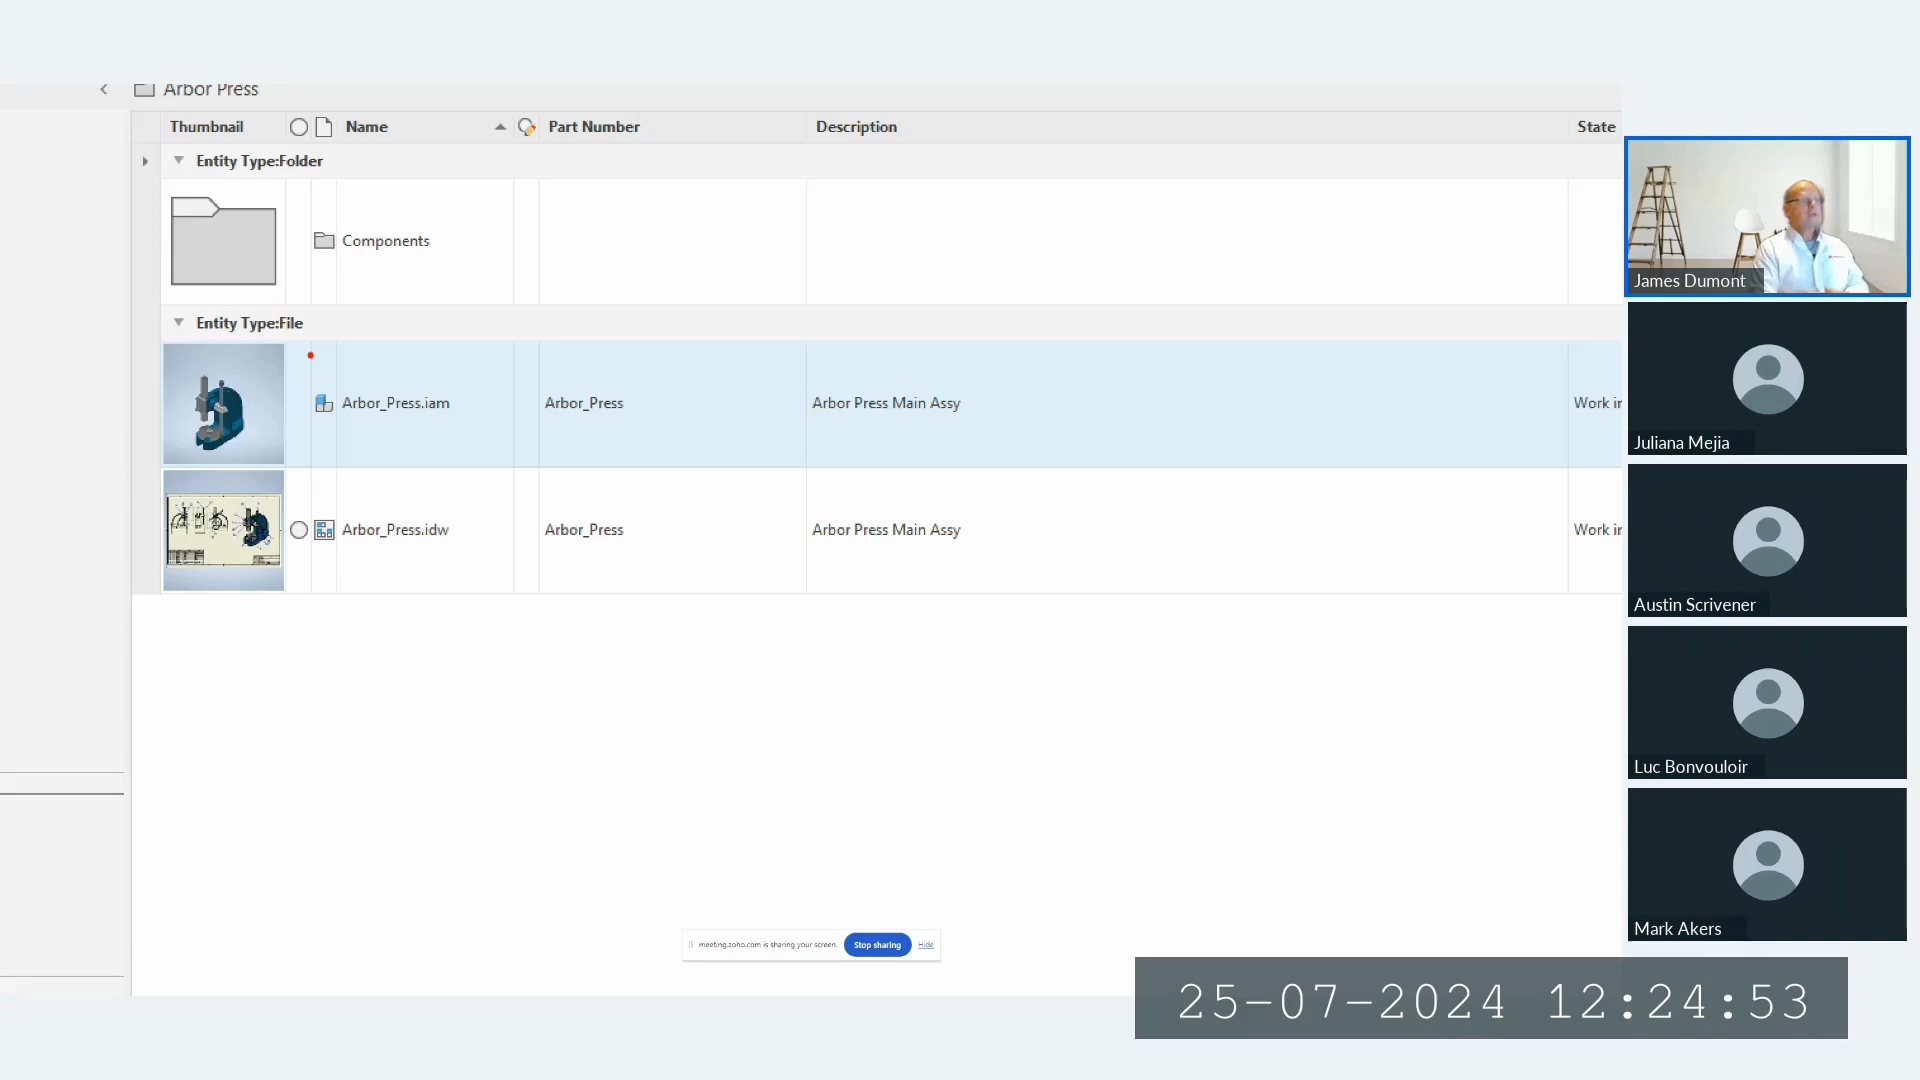 Arbor Press
Thumbnail Name Part Number Description State
Entity Type:Folder
Components
Entity Type:File
Arbor_Press.iam Arbor_Press Arbor Press Main Assy Work in
Arbor_Press.idw Arbor_Press Arbor Press Main Assy Work in
James Dumont
Juliana Mejia
Austin Scrivener
Luc Bonvouloir
Mark Akers
meeting.zoho.com is sharing your screen. Stop sharing Hide
25-07-2024 12:24:53